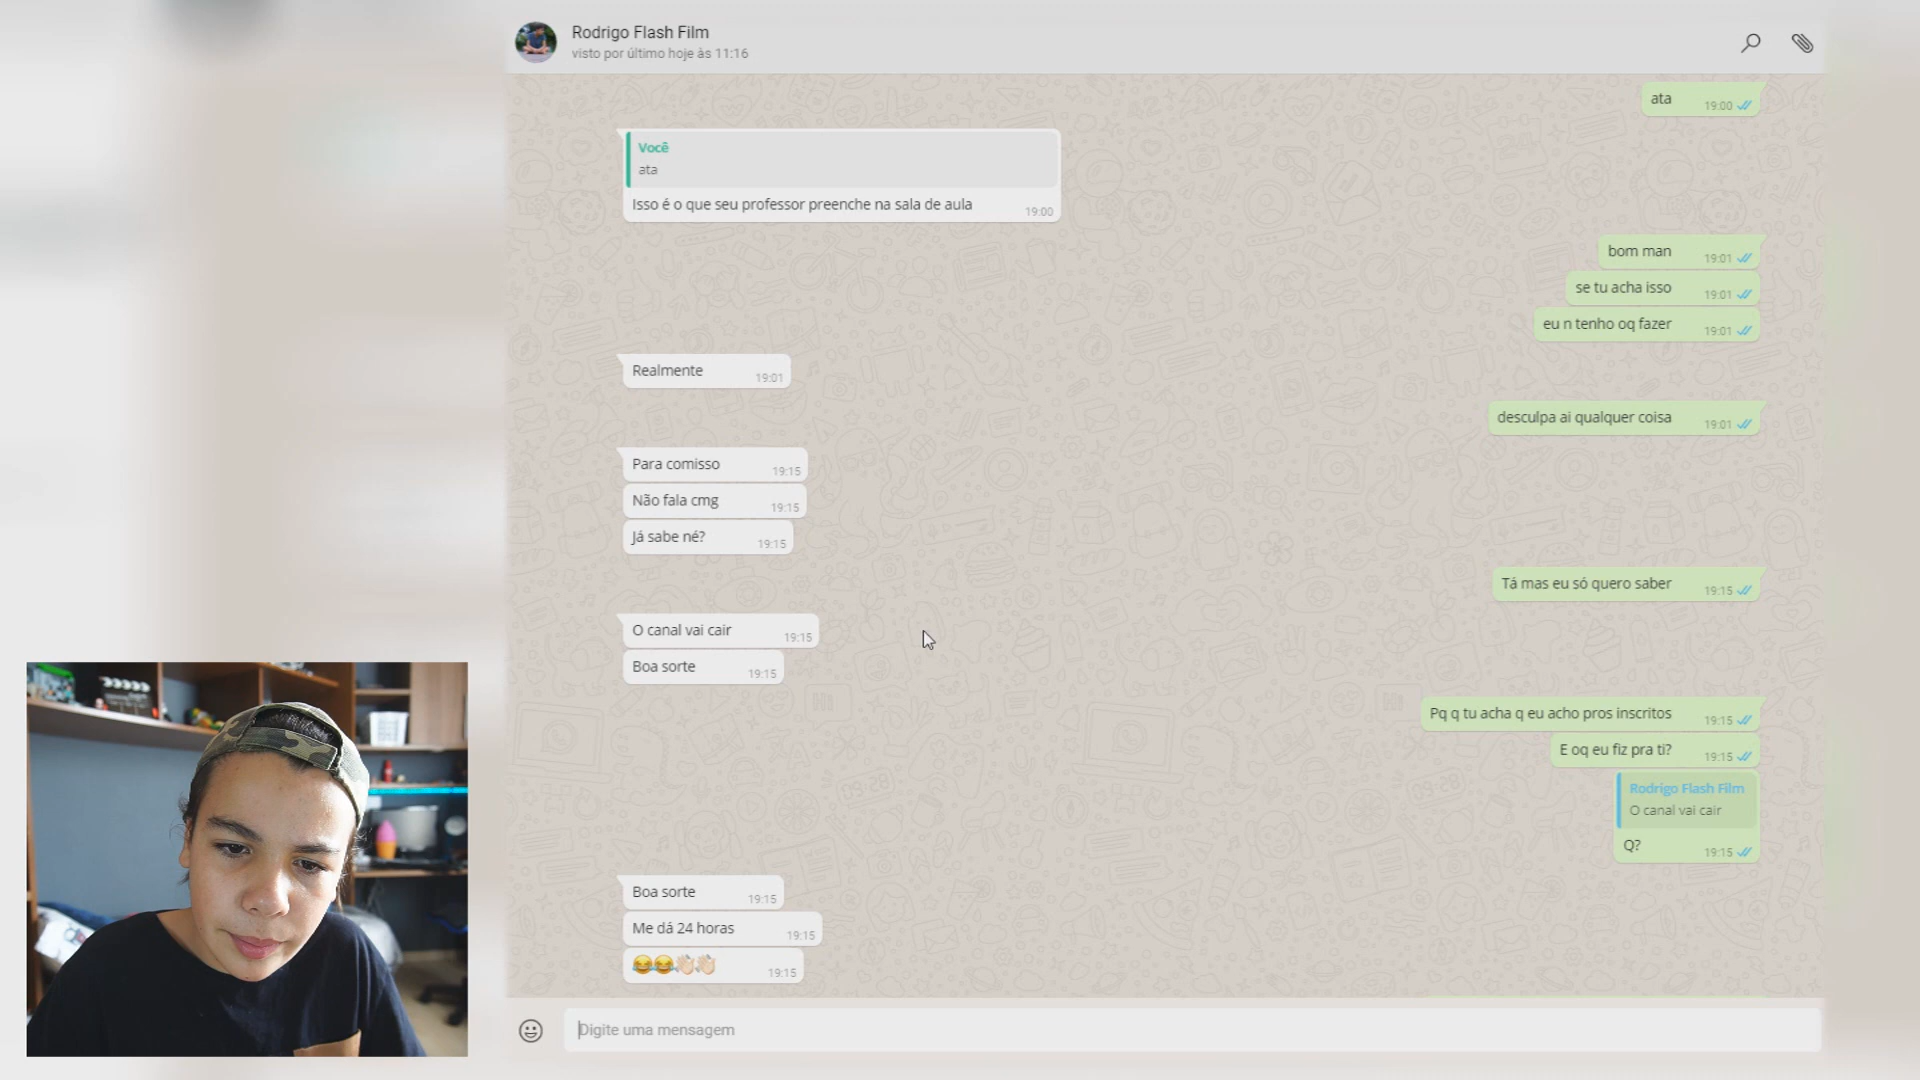 Rodrigo Flash Film
visto por último hoje às 11:16
ata 19:00
Você
ata
Isso é o que seu professor preenche na sala de aula 19:00
bom man 19:01
se tu acha isso 19:01
eu n tenho oq fazer 19:01
Realmente 19:01
desculpa ai qualquer coisa 19:01
Para comisso 19:15
Não fala cmg 19:15
Já sabe né? 19:15
Tá mas eu só quero saber 19:15
O canal vai cair 19:15
Boa sorte 19:15
Pq q tu acha q eu acho pros inscritos 19:15
E oq eu fiz pra ti? 19:15
Rodrigo Flash Film
O canal vai cair
Q? 19:15
Boa sorte 19:15
Me dá 24 horas 19:15
😂😂👏🏻👏🏻 19:15
Digite uma mensagem